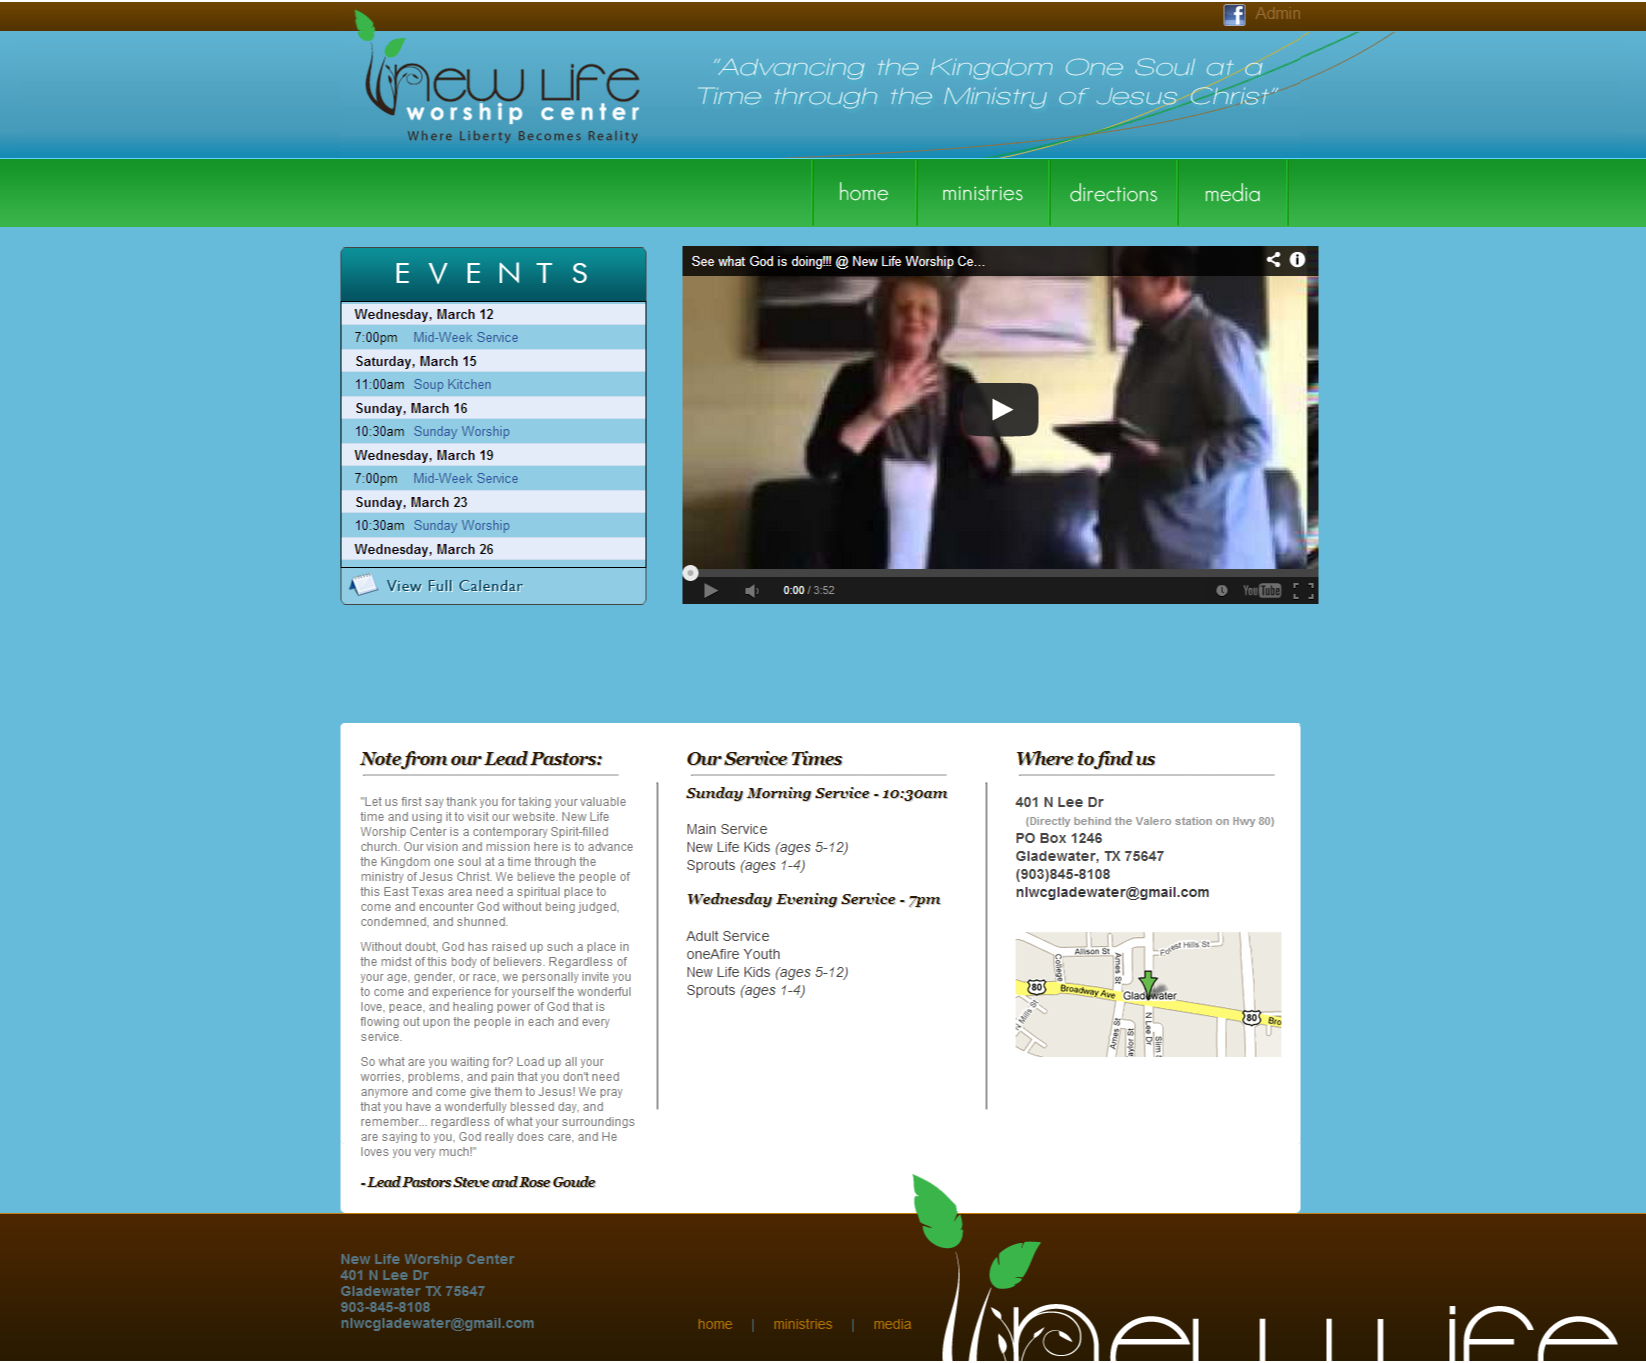 Admin
new life
worship center
Where Liberty Becomes Reality
"Advancing the Kingdom One Soul at a
Time through the Ministry of Jesus Christ"
home
ministries
directions
media
EVENTS
Wednesday, March 12
7:00pm Mid-Week Service
Saturday, March 15
11:00am Soup Kitchen
Sunday, March 16
10:30am Sunday Worship
Wednesday, March 19
7:00pm Mid-Week Service
Sunday, March 23
10:30am Sunday Worship
Wednesday, March 26
View Full Calendar
See what God is doing!!! @ New Life Worship Ce...
0:00 / 3:52
YouTube
Note from our Lead Pastors:
"Let us first say thank you for taking your valuable
time and using it to visit our website. New Life
Worship Center is a contemporary Spirit-filled
church. Our vision and mission here is to advance
the Kingdom one soul at a time through the
ministry of Jesus Christ. We believe the people of
this East Texas area need a spiritual place to
come and encounter God without being judged,
condemned, and shunned.
Without doubt, God has raised up such a place in
the midst of this body of believers. Regardless of
your age, gender, or race, we personally invite you
to come and experience for yourself the wonderful
love, peace, and healing power of God that is
flowing out upon the people in each and every
service.
So what are you waiting for? Load up all your
worries, problems, and pain that you don't need
anymore and come give them to Jesus! We pray
that you have a wonderfully blessed day, and
remember... regardless of what your surroundings
are saying to you, God really does care, and He
loves you very much!"
- Lead Pastors Steve and Rose Goude
Our Service Times
Sunday Morning Service - 10:30am
Main Service
New Life Kids (ages 5-12)
Sprouts (ages 1-4)
Wednesday Evening Service - 7pm
Adult Service
oneAfire Youth
New Life Kids (ages 5-12)
Sprouts (ages 1-4)
Where to find us
401 N Lee Dr
(Directly behind the Valero station on Hwy 80)
PO Box 1246
Gladewater, TX 75647
(903)845-8108
nlwcgladewater@gmail.com
Allison St
Forest Hills St
College
Ames St
80
Broadway Ave
Gladewater
80
Bro
N Mills St
Ames St
aylor St
N Lee Dr
Slim S
New Life Worship Center
401 N Lee Dr
Gladewater TX 75647
903-845-8108
nlwcgladewater@gmail.com
home | ministries | media
new life